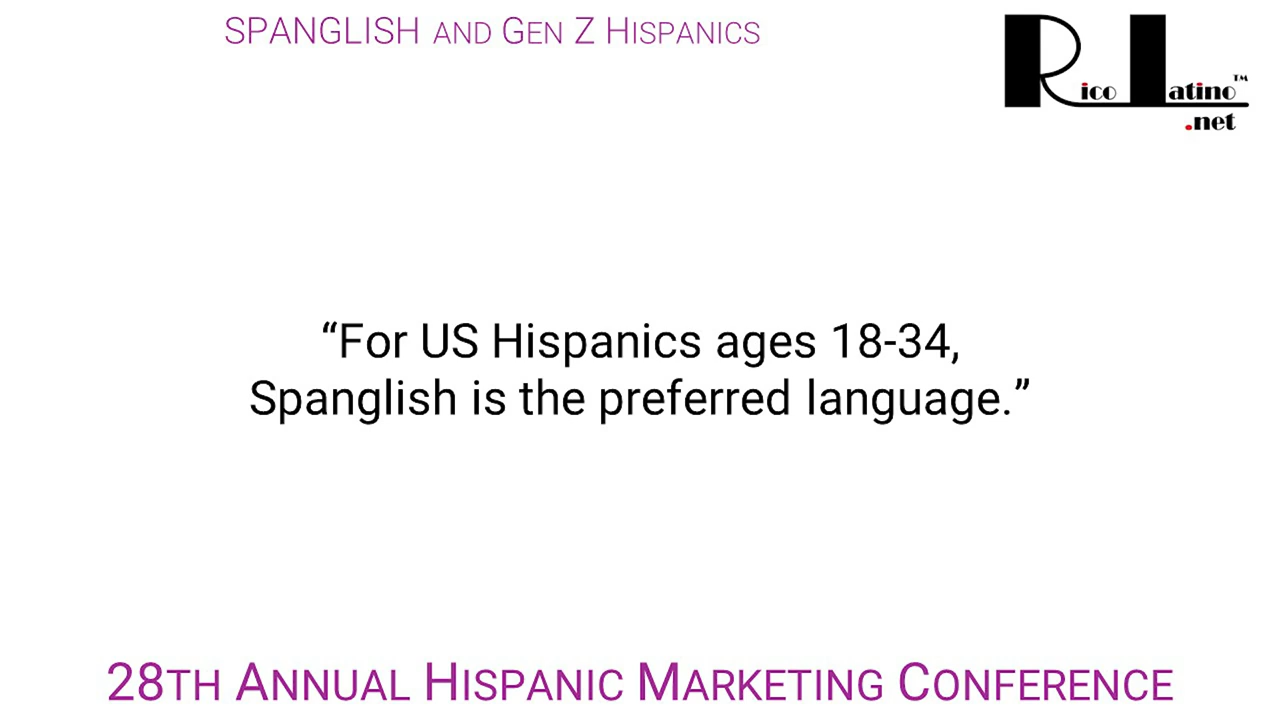 SPANGLISH AND GEN Z HISPANICS
Rico Latino™
.net
“For US Hispanics ages 18-34,
Spanglish is the preferred language.”
28TH ANNUAL HISPANIC MARKETING CONFERENCE